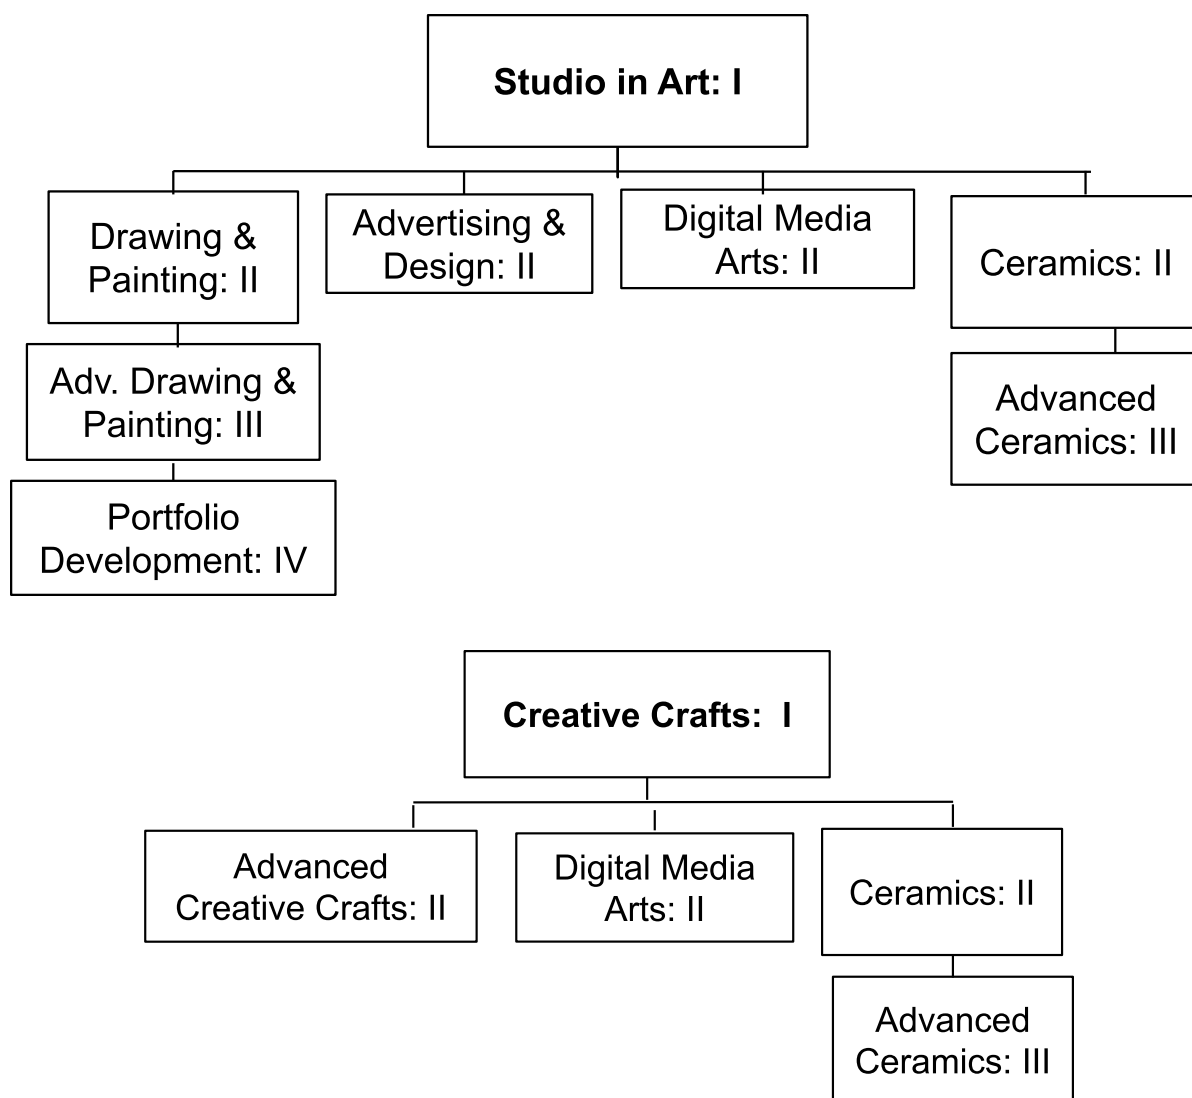 Studio in Art: I
Drawing &
Painting: II
Advertising &
Design: II
Digital Media
Arts: II
Ceramics: II
Adv. Drawing &
Painting: III
Advanced
Ceramics: III
Portfolio
Development: IV
Creative Crafts:  I
Advanced
Creative Crafts: II
Digital Media
Arts: II
Ceramics: II
Advanced
Ceramics: III